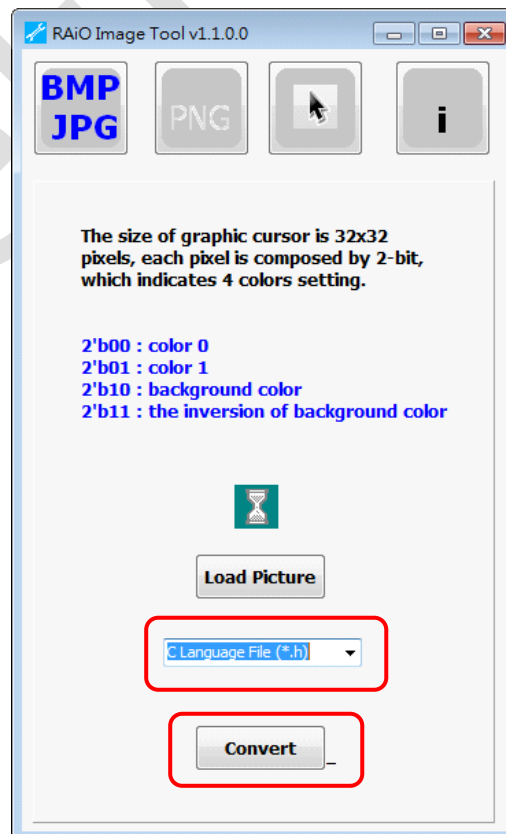 RAiO Image Tool v1.1.0.0
BMP
JPG
PNG
i
The size of graphic cursor is 32x32
pixels, each pixel is composed by 2-bit,
which indicates 4 colors setting.
2'b00 : color 0
2'b01 : color 1
2'b10 : background color
2'b11 : the inversion of background color
Load Picture
C Language File (*.h)
Convert
_